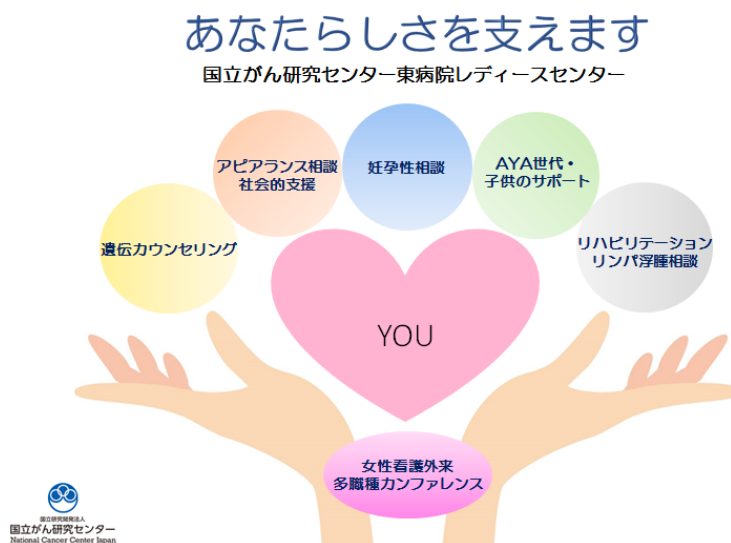 あなたらしさを支えます
国立がん研究センター東病院レディースセンター
アピアランス相談
社会的支援
妊孕性相談
AYA世代・
子供のサポート
遺伝カウンセリング
リハビリテーション
リンパ浮腫相談
YOU
女性看護外来
多職種カンファレンス
国立研究開発法人
国立がん研究センター
National Cancer Center Japan